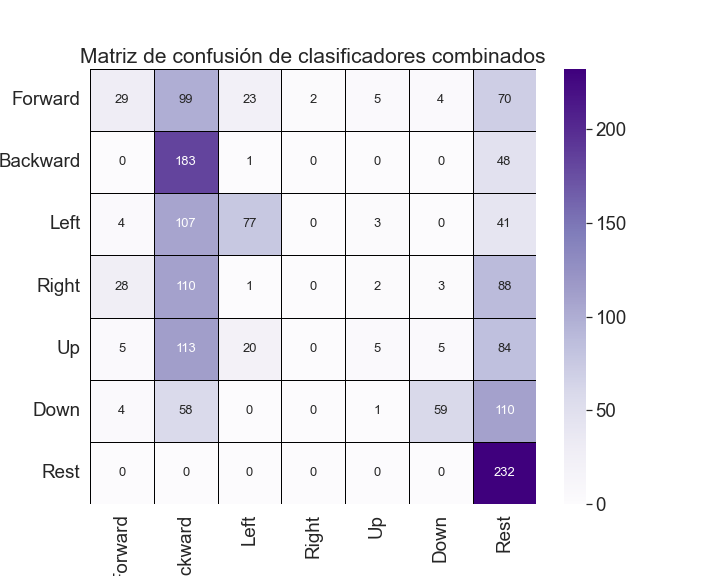 Matriz de confusión de clasificadores combinados
Forward 29 99 23 2 5 4 70
Backward 0 183 1 0 0 0 48
Left 4 107 77 0 3 0 41
Right 28 110 1 0 2 3 88
Up 5 113 20 0 5 5 84
Down 4 58 0 0 1 59 110
Rest 0 0 0 0 0 0 232
Forward ckward Left Right Up Down Rest
200
150
100
50
0